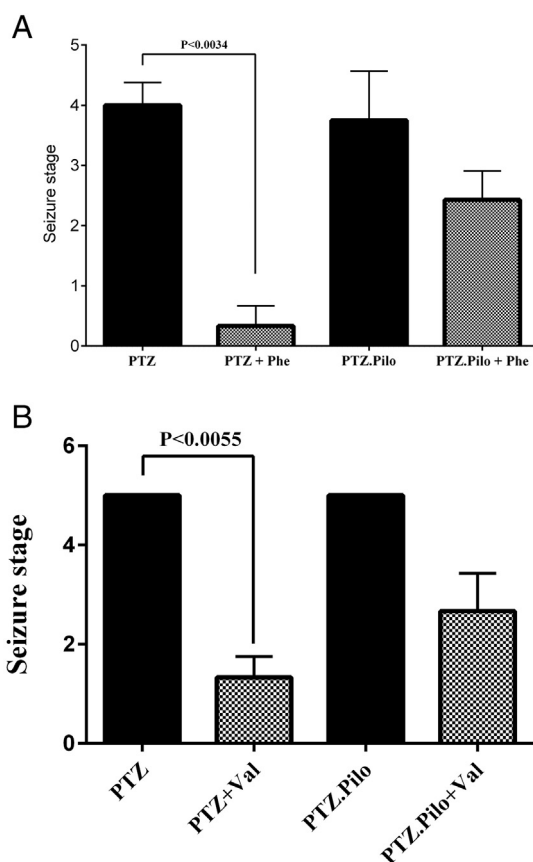 A
P<0.0034
5
4
3
2
1
0
Seizure stage
PTZ PTZ + Phe PTZ.Pilo PTZ.Pilo + Phe
B
P<0.0055
6
4
2
0
Seizure stage
PTZ PTZ+Val PTZ.Pilo PTZ.Pilo+Val